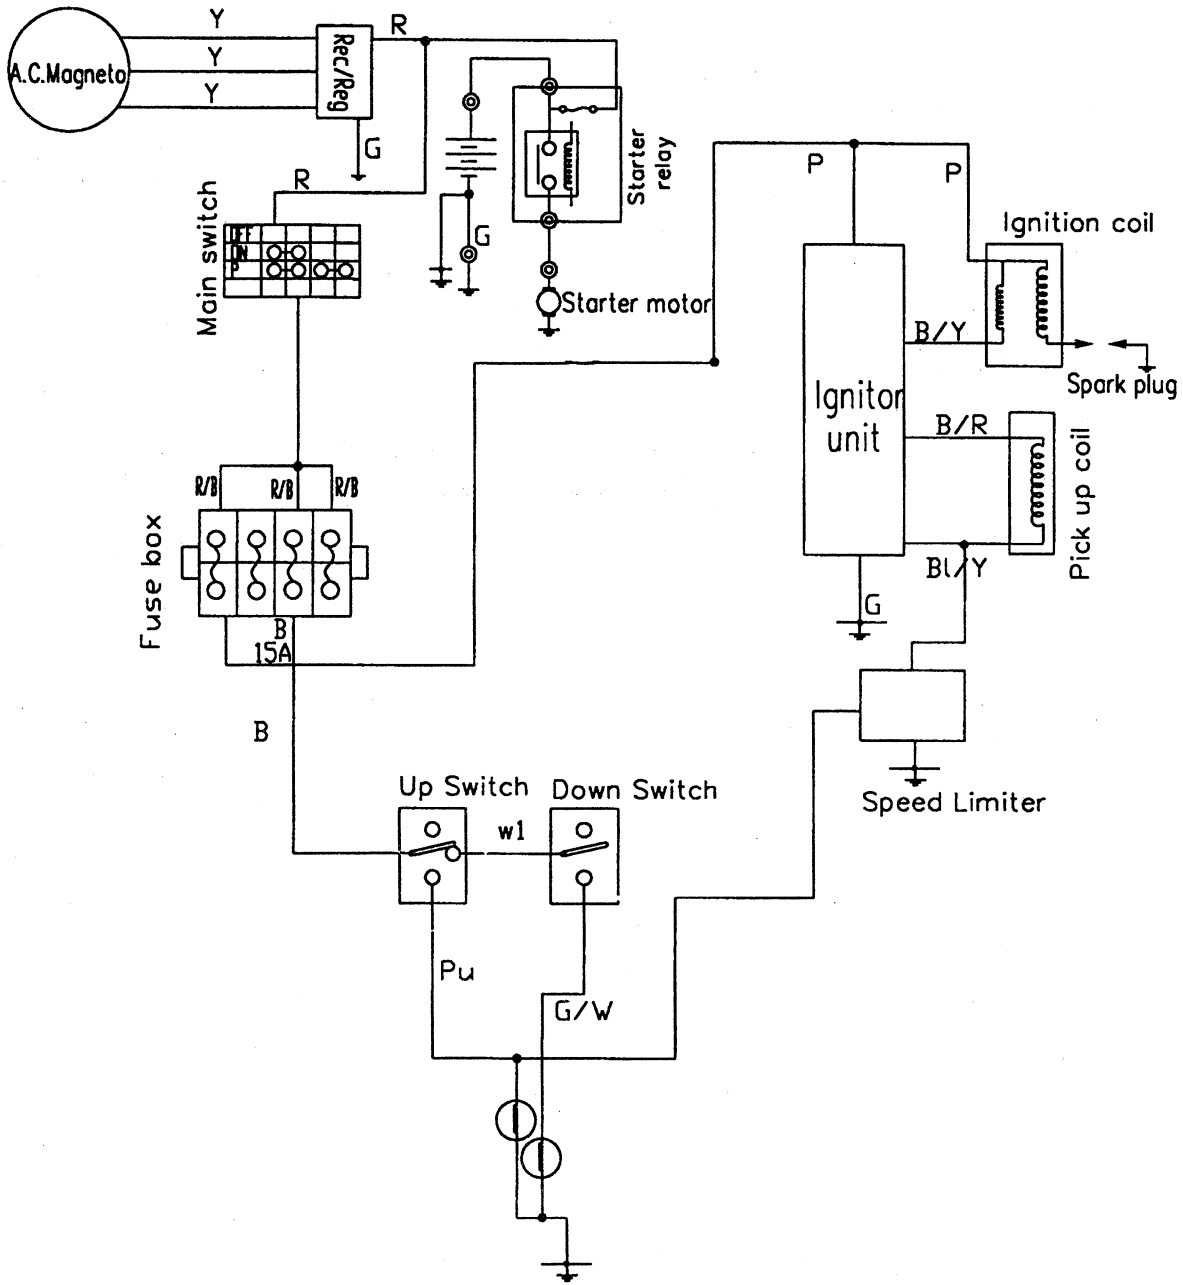 Y
R
Y
A.C.Magneto
Rec/Reg
Y
G
Starter
relay
P
P
R
Main switch
OFF
ON
P
G
Ignition coil
Starter motor
B/Y
Spark plug
Ignitor
unit
B/R
Pick up coil
R/B
R/B
R/B
Fuse box
Bl/Y
G
B
15A
B
Up Switch
Down Switch
w1
Speed Limiter
Pu
G/W